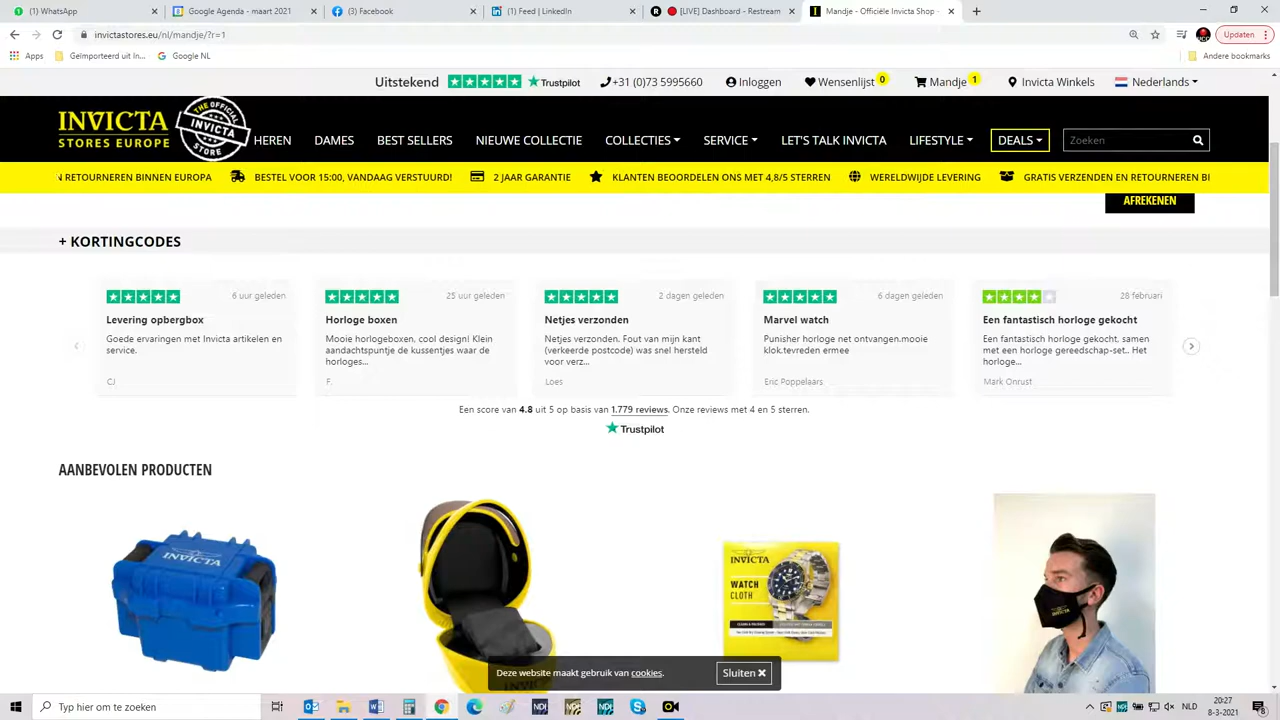 (1) WhatsApp
Google Agenda - maart 2021
(3) Facebook
(1) Feed | LinkedIn
[LIVE] Dashboard - Restream
Mandje - Officiële Invicta Shop -
invictastores.eu/nl/mandje/?r=1
Updaten
Apps
Geïmporteerd uit In...
Google NL
Andere bookmarks
Uitstekend
Trustpilot
+31 (0)73 5995660
Inloggen
Wensenlijst 0
Mandje 1
Invicta Winkels
Nederlands
INVICTA
STORES EUROPE
THE OFFICIAL
INVICTA
STORE
HEREN
DAMES
BEST SELLERS
NIEUWE COLLECTIE
COLLECTIES
SERVICE
LET'S TALK INVICTA
LIFESTYLE
DEALS
Zoeken
N RETOURNEREN BINNEN EUROPA
BESTEL VOOR 15:00, VANDAAG VERSTUURD!
2 JAAR GARANTIE
KLANTEN BEOORDELEN ONS MET 4,8/5 STERREN
WERELDWIJDE LEVERING
GRATIS VERZENDEN EN RETOURNEREN BI
AFREKENEN
+ KORTINGCODES
6 uur geleden
Levering opbergbox
Goede ervaringen met Invicta artikelen en
service.
CJ
25 uur geleden
Horloge boxen
Mooie horlogeboxen, cool design! Klein
aandachtspuntje de kussentjes waar de
horloges...
F.
2 dagen geleden
Netjes verzonden
Netjes verzonden. Fout van mijn kant
(verkeerde postcode) was snel hersteld
voor verz...
Loes
6 dagen geleden
Marvel watch
Punisher horloge net ontvangen.mooie
klok.tevreden ermee
Eric Poppelaars
28 februari
Een fantastisch horloge gekocht
Een fantastisch horloge gekocht, samen
met een horloge gereedschap-set.. Het
horloge...
Mark Onrust
Een score van 4.8 uit 5 op basis van 1.779 reviews. Onze reviews met 4 en 5 sterren.
Trustpilot
AANBEVOLEN PRODUCTEN
INVICTA
INVICTA
WATCH
CLOTH
INVICTA
Deze website maakt gebruik van cookies.
Sluiten
Typ hier om te zoeken
NLD
20:27
8-3-2021
8